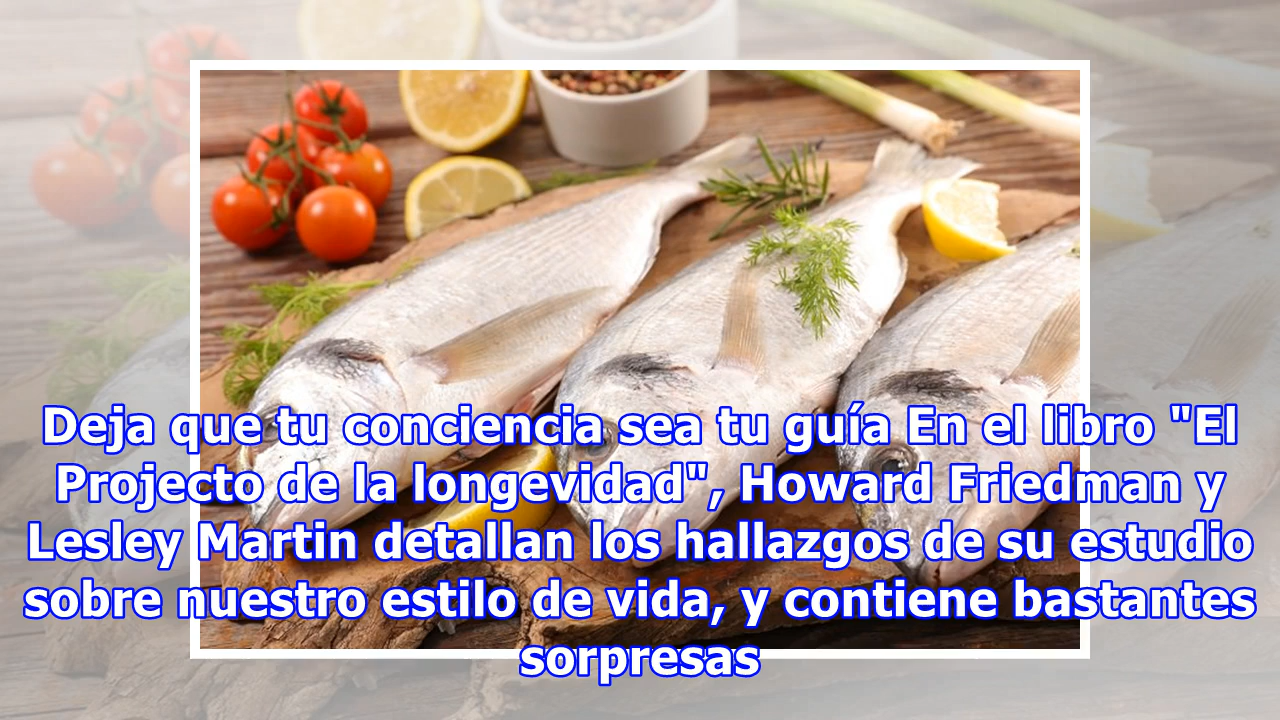 Deja que tu conciencia sea tu guía En el libro "El
Projecto de la longevidad", Howard Friedman y
Lesley Martin detallan los hallazgos de su estudio
sobre nuestro estilo de vida, y contiene bastantes
sorpresas